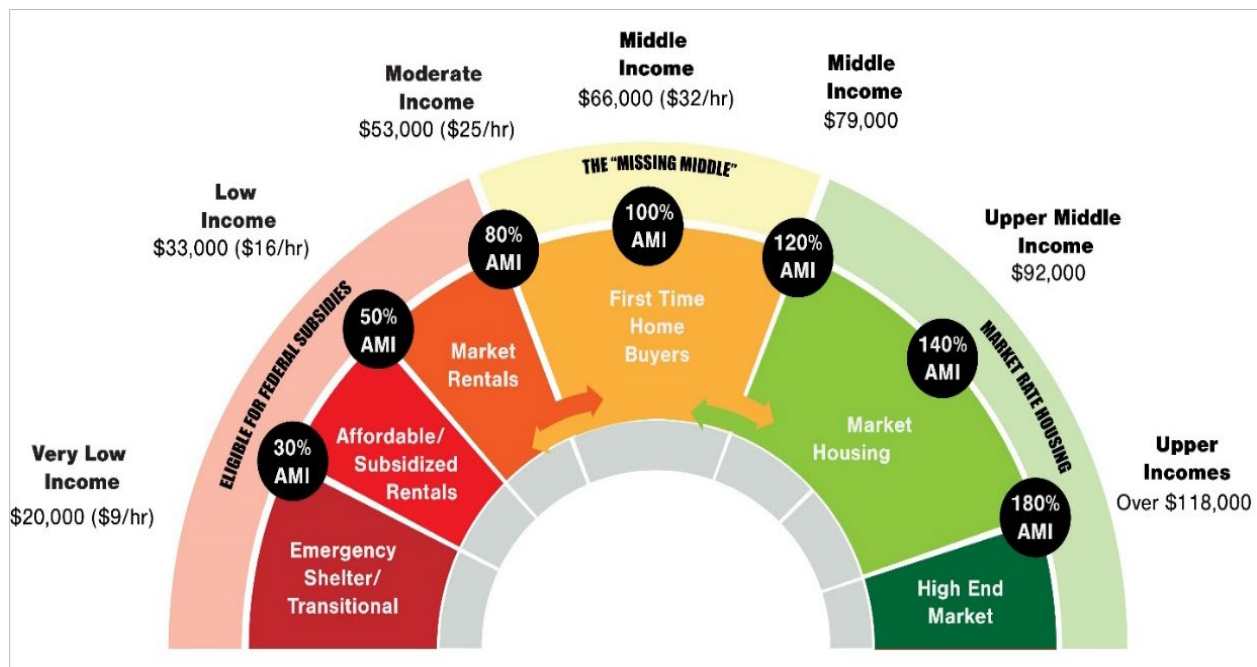 Very Low
Income
$20,000 ($9/hr)
Low
Income
$33,000 ($16/hr)
Moderate
Income
$53,000 ($25/hr)
Middle
Income
$66,000 ($32/hr)
Middle
Income
$79,000
Upper Middle
Income
$92,000
Upper
Incomes
Over $118,000
ELIGIBLE FOR FEDERAL SUBSIDIES
THE "MISSING MIDDLE"
MARKET RATE HOUSING
30%
AMI
50%
AMI
80%
AMI
100%
AMI
120%
AMI
140%
AMI
180%
AMI
Emergency
Shelter/
Transitional
Affordable/
Subsidized
Rentals
Market
Rentals
First Time
Home
Buyers
Market
Housing
High End
Market